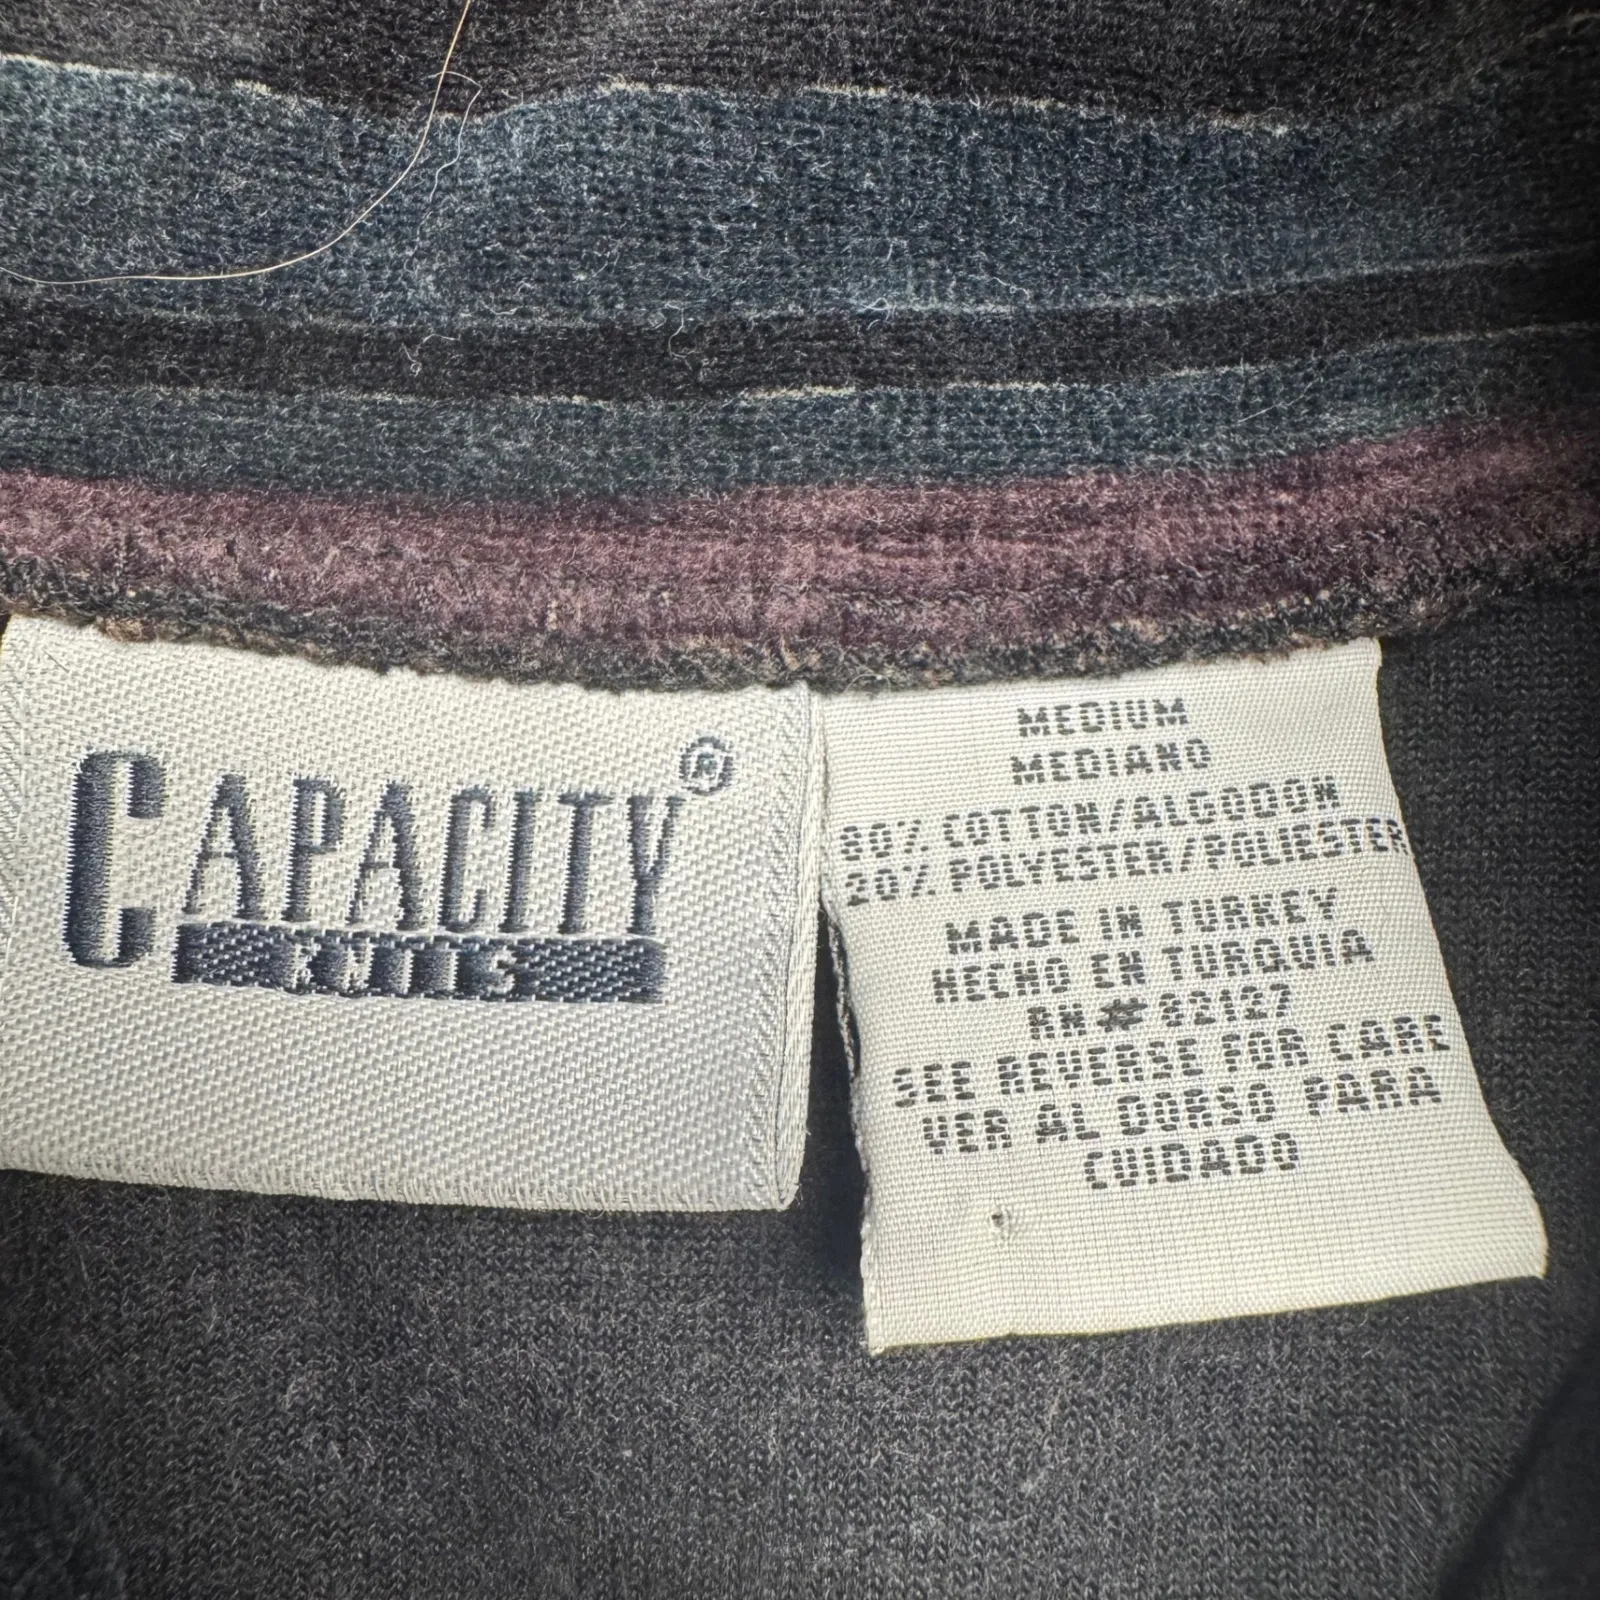 CAPACITY®
KNITS
MEDIUM
MEDIANO
80% COTTON/ALGODON
20% POLYESTER/POLIESTER
MADE IN TURKEY
HECHO EN TURQUIA
RN#82127
SEE REVERSE FOR CARE
VER AL DORSO PARA
CUIDADO